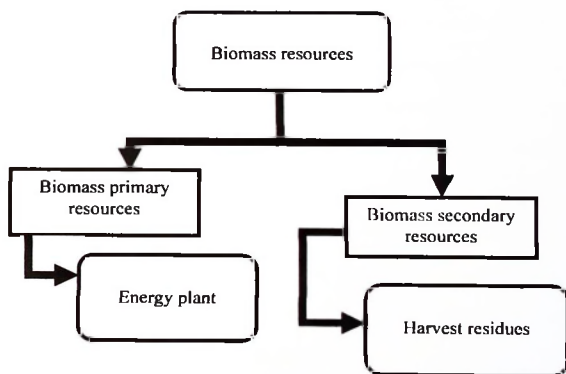 Biomass resources
Biomass primary
resources
Biomass secondary
resources
Energy plant
Harvest residues